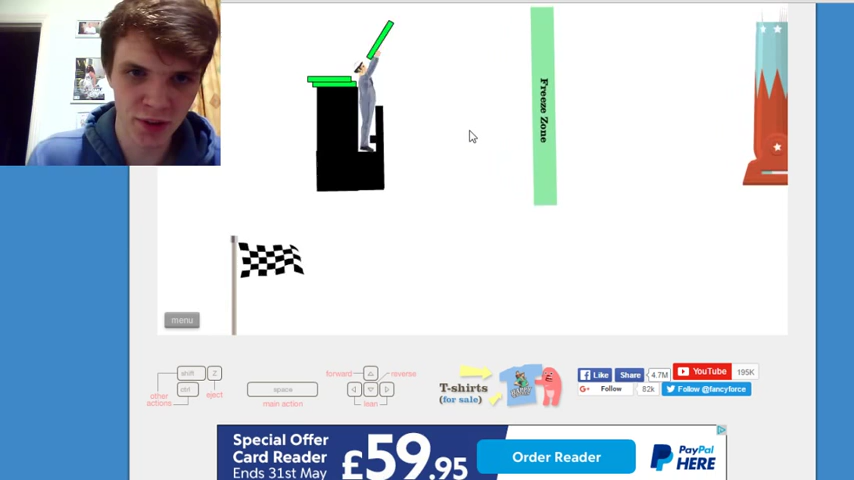 Freeze Zone
menu
shift
Z
ctrl
other
actions
eject
space
main action
forward
reverse
lean
T-shirts
(for sale)
Like
Share
4.7M
Follow
82k
YouTube
195K
Follow @fancyforce
Special Offer
Card Reader
Ends 31st May
£59.95
Order Reader
PayPal
HERE